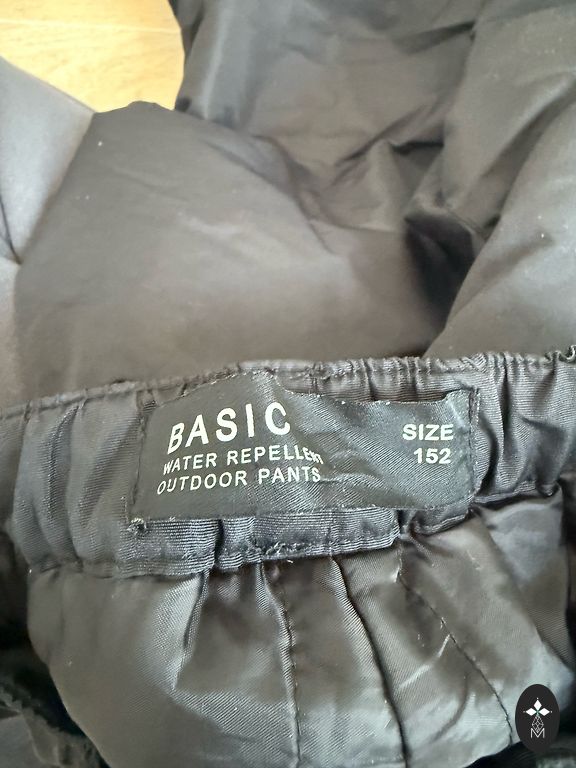 BASIC
WATER REPELLENT
OUTDOOR PANTS
SIZE
152
M